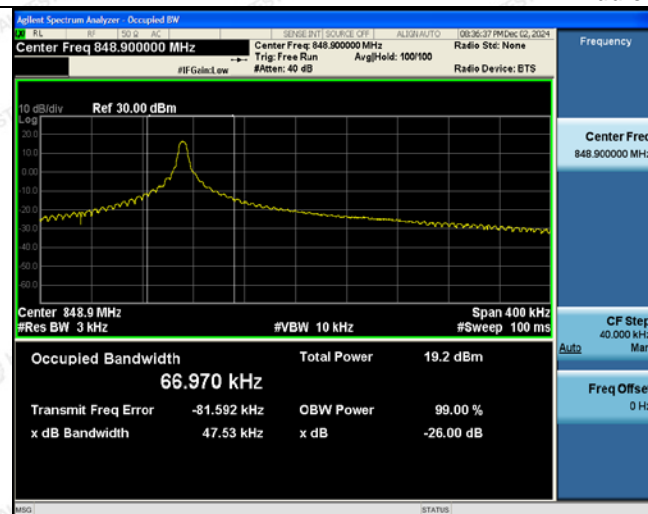 Agilent Spectrum Analyzer - Occupied BW
RL RF 50 Ω AC SENSE:INT SOURCE OFF ALIGN AUTO 08:36:37 PM Dec 02, 2024
Center Freq 848.900000 MHz
Center Freq: 848.900000 MHz
Radio Std: None
Trig: Free Run Avg|Hold: 100/100
#IFGain:Low #Atten: 40 dB Radio Device: BTS
10 dB/div Ref 30.00 dBm
Log
20.0
10.0
0.00
-10.0
-20.0
-30.0
-40.0
-50.0
-60.0
Center 848.9 MHz Span 400 kHz
#Res BW 3 kHz #VBW 10 kHz #Sweep 100 ms
Occupied Bandwidth Total Power 19.2 dBm
66.970 kHz
Transmit Freq Error -81.592 kHz OBW Power 99.00 %
x dB Bandwidth 47.53 kHz x dB -26.00 dB
MSG STATUS
Frequency
Center Freq
848.900000 MHz
CF Step
40.000 kHz
Auto Man
Freq Offset
0 Hz